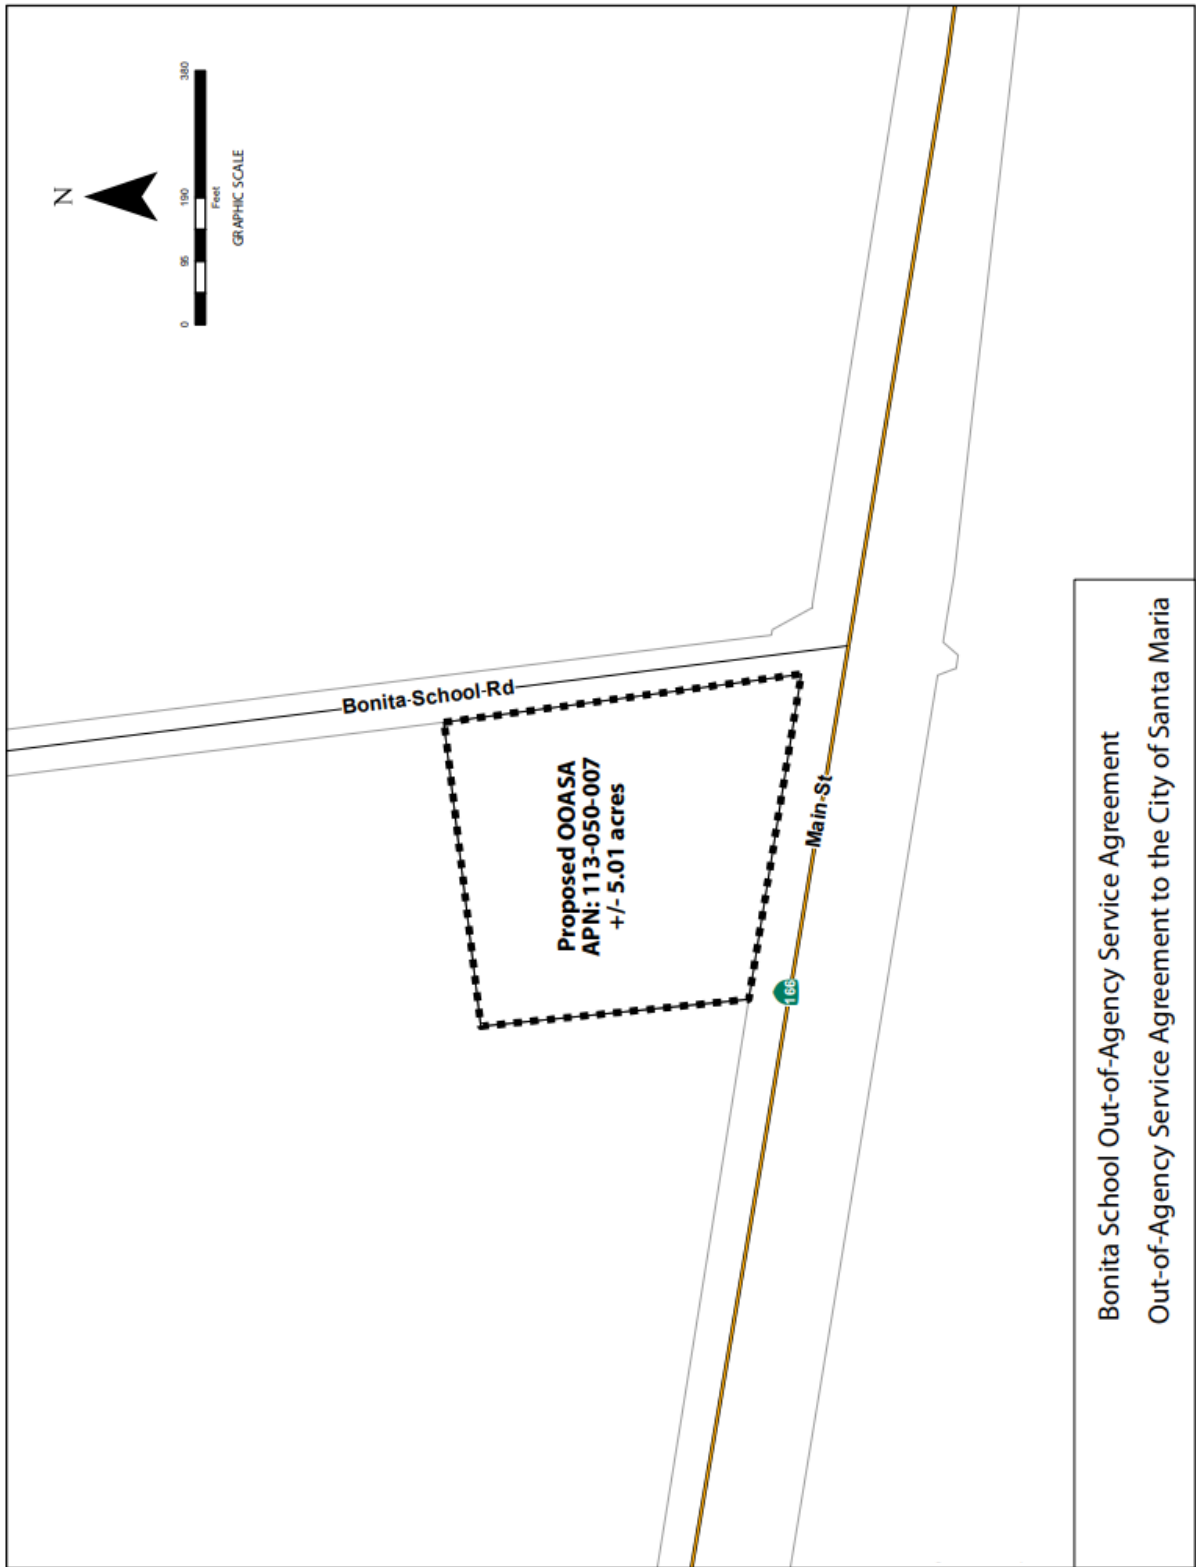 N
0 95 190 380
Feet
GRAPHIC SCALE
Bonita-School-Rd
Proposed OOASA
APN: 113-050-007
+/- 5.01 acres
Main-St
166
Bonita School Out-of-Agency Service Agreement
Out-of-Agency Service Agreement to the City of Santa Maria